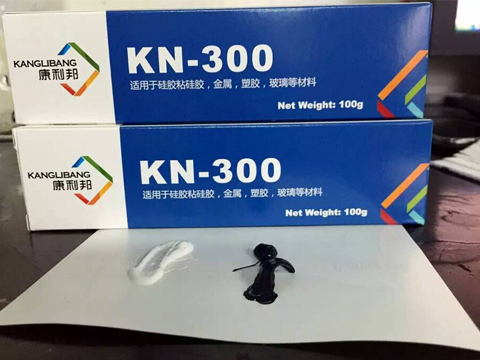 KANGLIBANG
康利邦
KN-300
适用于硅胶粘硅胶，金属，塑胶，玻璃等材料
Net Weight: 100g
KANGLIBANG
康利邦
KN-300
适用于硅胶粘硅胶，金属，塑胶，玻璃等材料
Net Weight: 100g